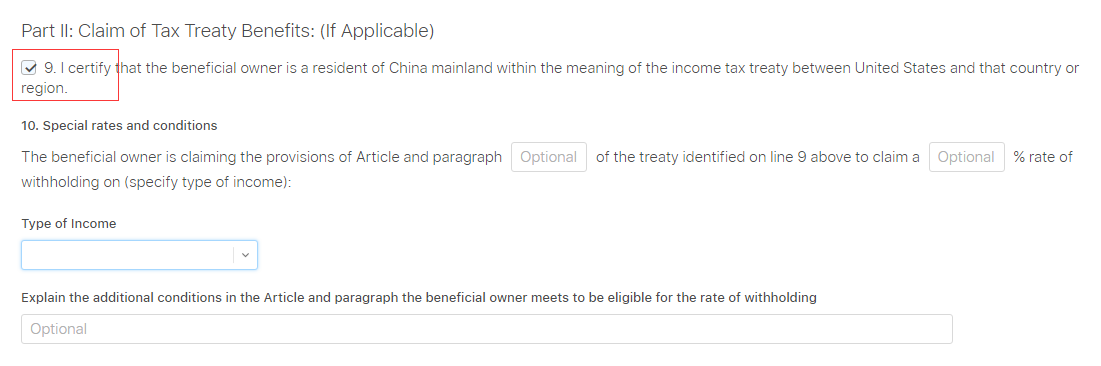 Part II: Claim of Tax Treaty Benefits: (If Applicable)
9. I certify that the beneficial owner is a resident of China mainland within the meaning of the income tax treaty between United States and that country or
region.
10. Special rates and conditions
The beneficial owner is claiming the provisions of Article and paragraph Optional of the treaty identified on line 9 above to claim a Optional % rate of
withholding on (specify type of income):
Type of Income
Explain the additional conditions in the Article and paragraph the beneficial owner meets to be eligible for the rate of withholding
Optional